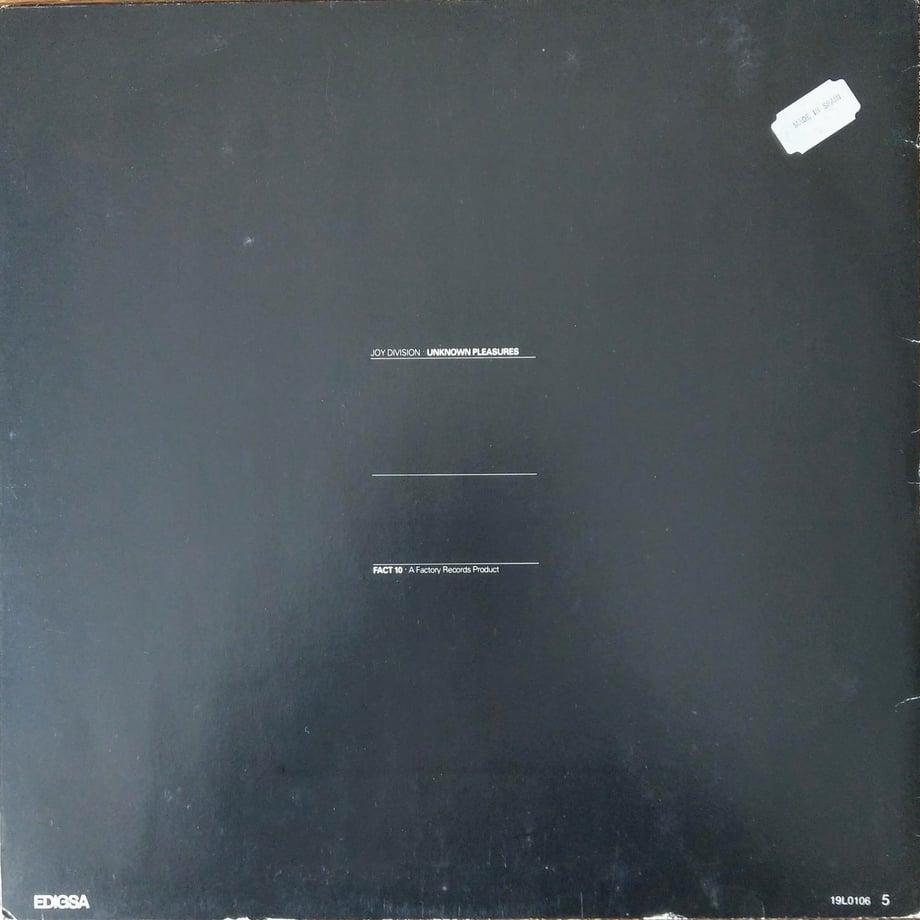 MADE IN SPAIN
JOY DIVISION · UNKNOWN PLEASURES
FACT 10 · A Factory Records Product
EDIGSA
19L0106 5